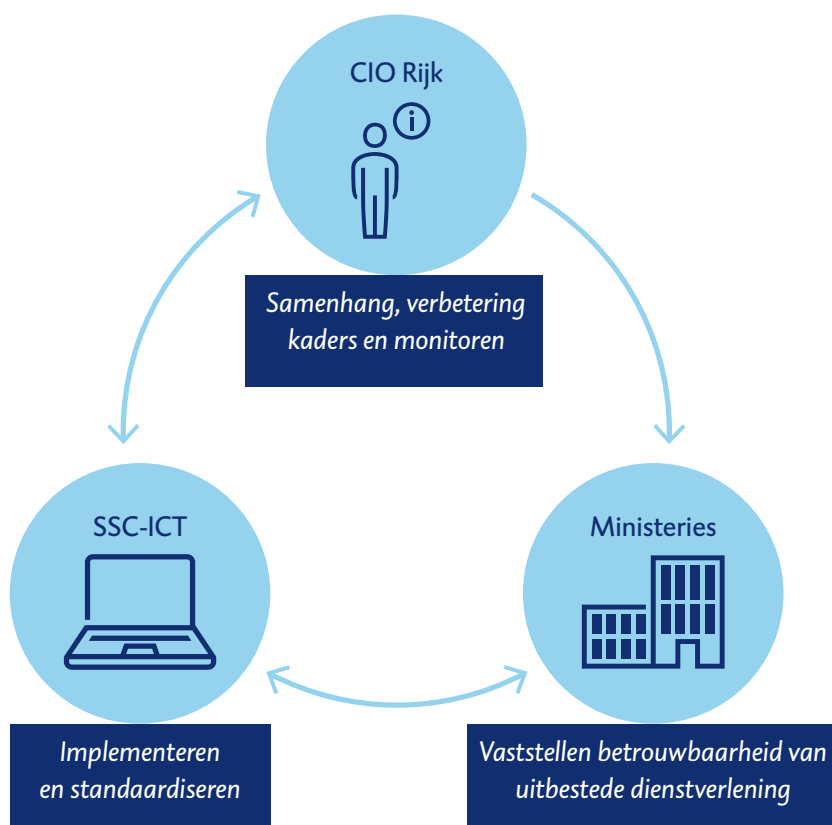 CIO Rijk
i
Samenhang, verbetering
kaders en monitoren
SSC-ICT
Ministeries
Implementeren
en standaardiseren
Vaststellen betrouwbaarheid van
uitbestede dienstverlening